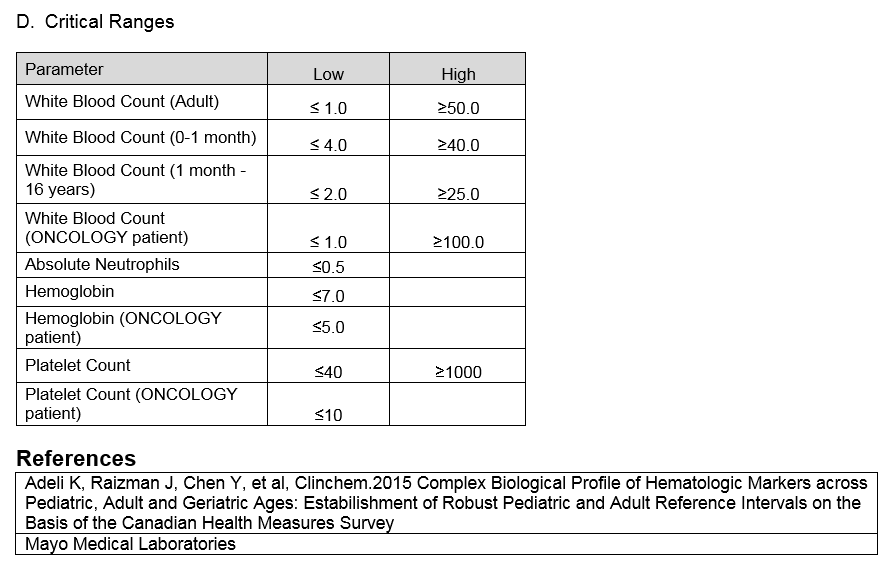 D. Critical Ranges
Parameter Low High
White Blood Count (Adult) ≤ 1.0 ≥50.0
White Blood Count (0-1 month) ≤ 4.0 ≥40.0
White Blood Count (1 month -
16 years) ≤ 2.0 ≥25.0
White Blood Count
(ONCOLOGY patient) ≤ 1.0 ≥100.0
Absolute Neutrophils ≤0.5
Hemoglobin ≤7.0
Hemoglobin (ONCOLOGY
patient) ≤5.0
Platelet Count ≤40 ≥1000
Platelet Count (ONCOLOGY
patient) ≤10
References
Adeli K, Raizman J, Chen Y, et al, Clinchem.2015 Complex Biological Profile of Hematologic Markers across
Pediatric, Adult and Geriatric Ages: Estabilishment of Robust Pediatric and Adult Reference Intervals on the
Basis of the Canadian Health Measures Survey
Mayo Medical Laboratories